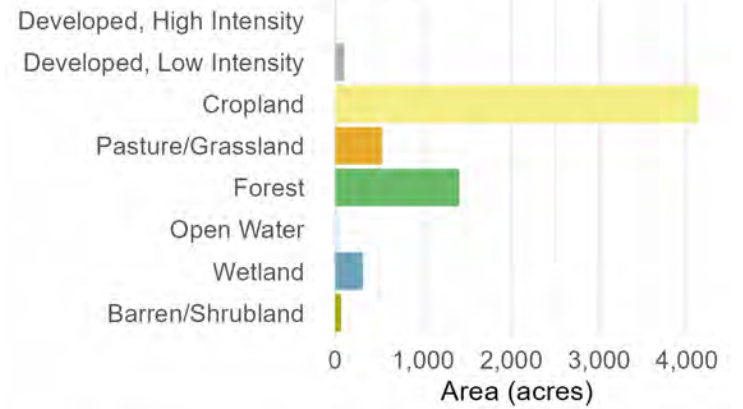 Developed, High Intensity
Developed, Low Intensity
Cropland
Pasture/Grassland
Forest
Open Water
Wetland
Barren/Shrubland
0 1,000 2,000 3,000 4,000
Area (acres)